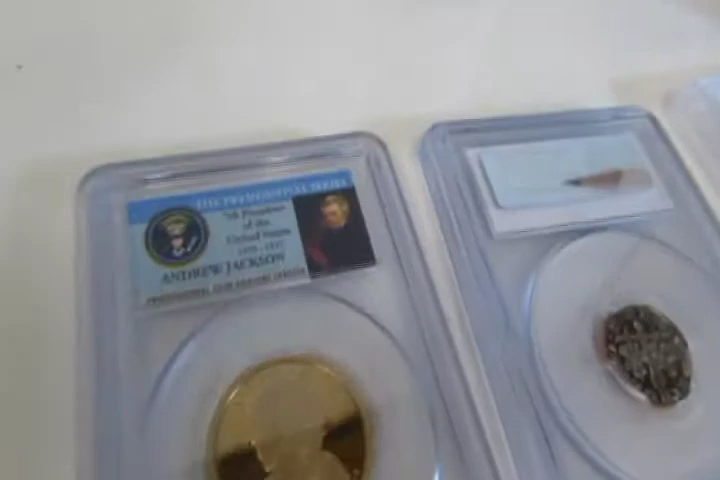 THE PRESIDENTIAL SERIES
7th President
of the
United States
1829 - 1837
ANDREW JACKSON
PROFESSIONAL COIN GRADING SERVICE